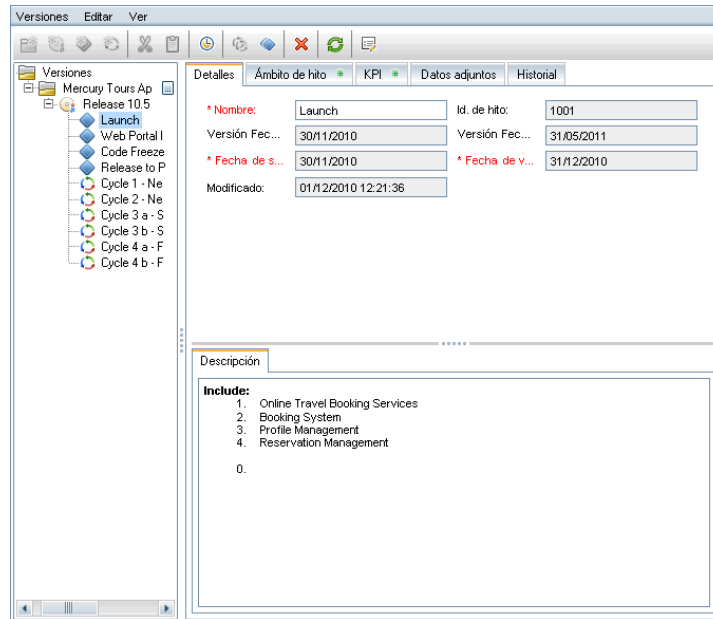 Versiones Editar Ver
Versiones
Mercury Tours Ap
Release 10.5
Launch
Web Portal I
Code Freeze
Release to P
Cycle 1 - Ne
Cycle 2 - Ne
Cycle 3 a - S
Cycle 3 b - S
Cycle 4 a - F
Cycle 4 b - F
Detalles Ámbito de hito * KPI * Datos adjuntos Historial
* Nombre: Launch Id. de hito: 1001
Versión Fec... 30/11/2010 Versión Fec... 31/05/2011
* Fecha de s... 30/11/2010 * Fecha de v... 31/12/2010
Modificado: 01/12/2010 12:21:36
Descripción
Include:
1. Online Travel Booking Services
2. Booking System
3. Profile Management
4. Reservation Management
0.